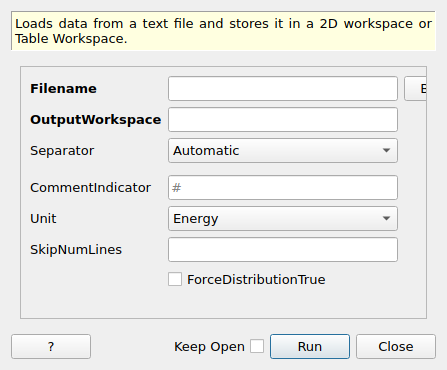 Loads data from a text file and stores it in a 2D workspace or
Table Workspace.
Filename
OutputWorkspace
Separator Automatic
CommentIndicator #
Unit Energy
SkipNumLines
ForceDistributionTrue
? Keep Open Run Close